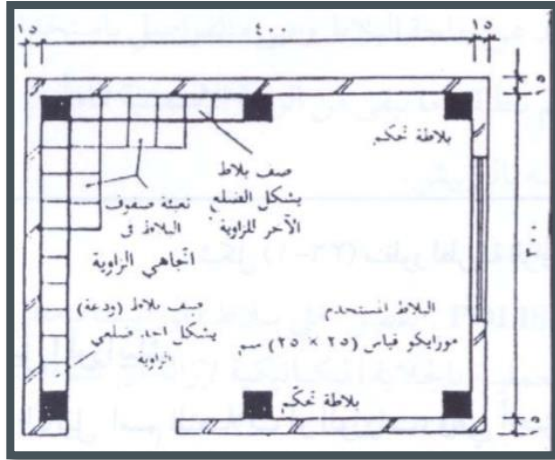 ١٥
٤٠٠
١٥
١٥
بلاطة تحكم
صف بلاط
بشكل الضلع
الآخر للزاوية
تعبئة صفوف
البلاط في
اتجاهي الزاوية
صف بلاط (ودعة)
بشكل احد ضلعي
الزاوية
البلاط المستخدم
موزايكو قياس (٢٥ × ٢٥) سم
بلاطة تحكم